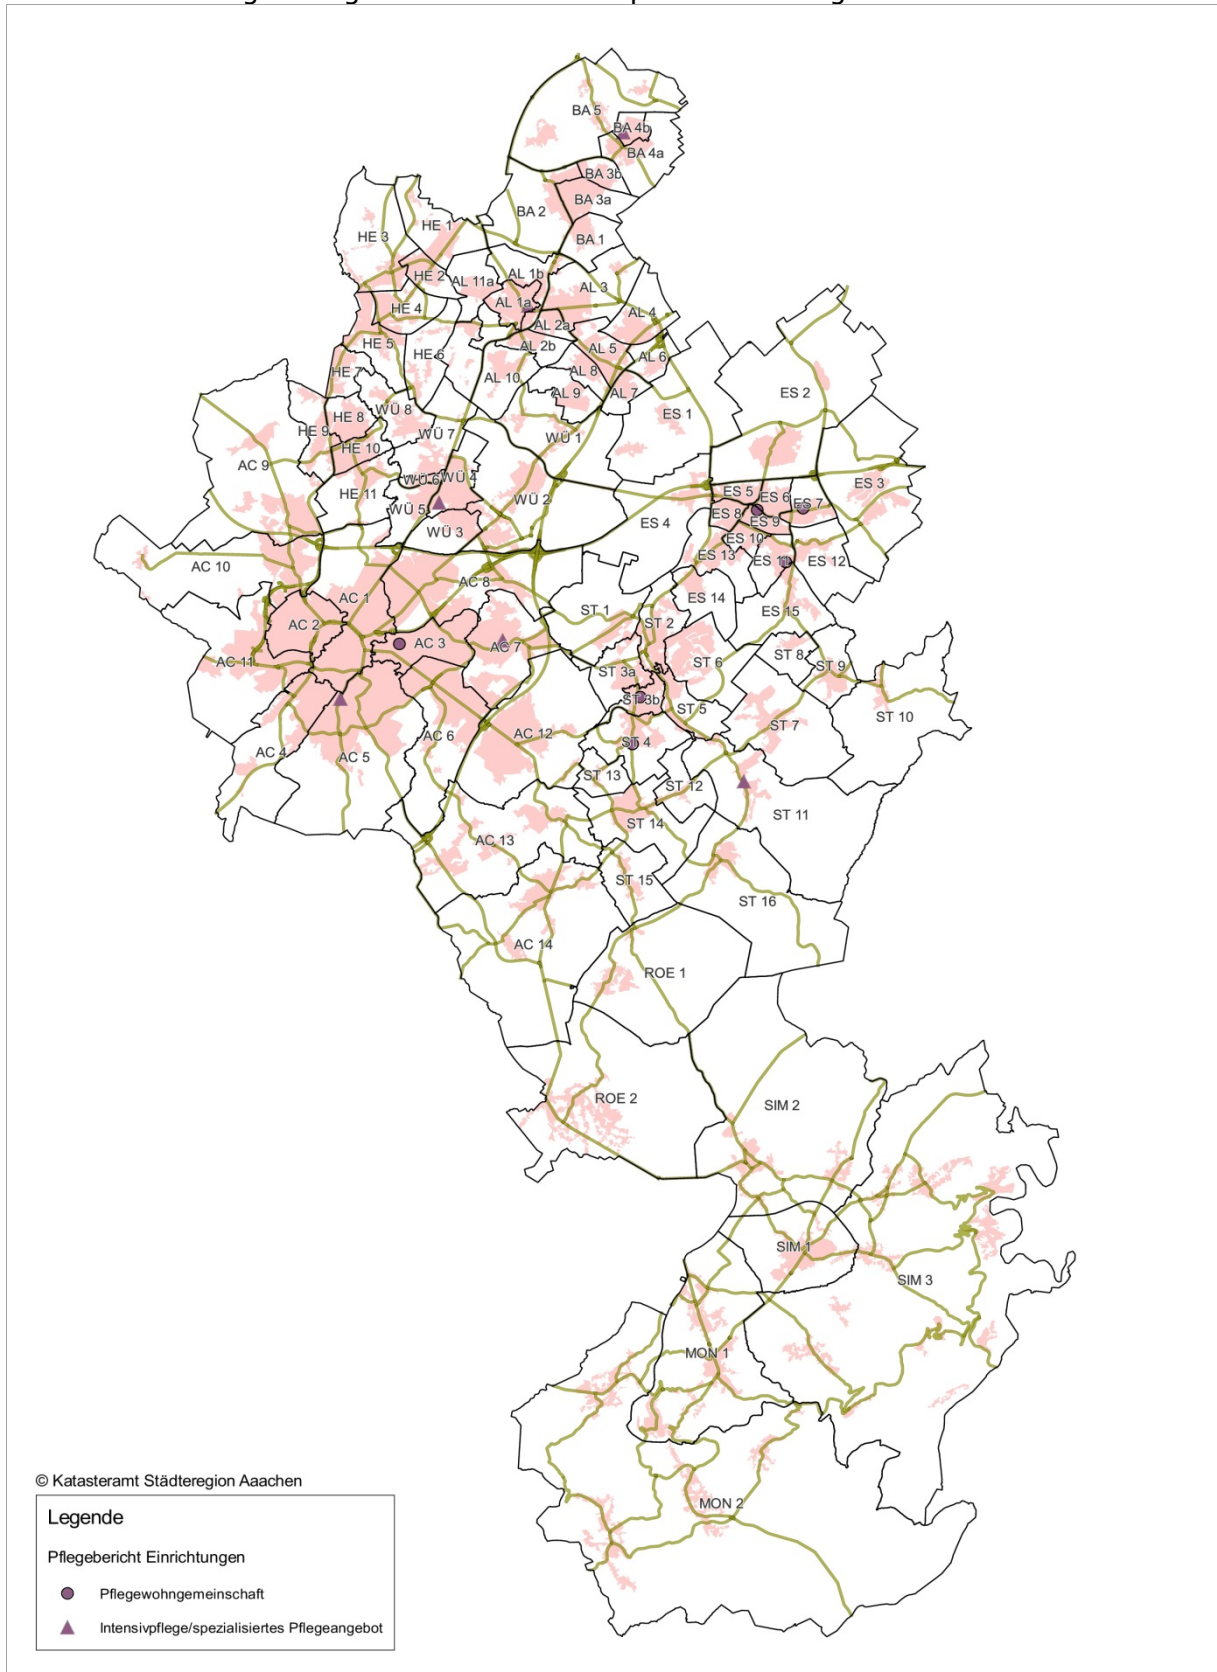 BA 5
BA 4b
BA 4a
BA 3b
BA 3a
BA 2
BA 1
HE 1
HE 3
HE 2
AL 11a
AL 1b
AL 3
AL 1a
HE 4
AL 4
AL 2a
AL 2b
HE 5
HE 6
AL 5
AL 6
AL 8
HE 7
AL 10
AL 9
AL 7
ES 2
WÜ 8
ES 1
HE 8
HE 9
WÜ 7
WÜ 1
HE 10
AC 9
WÜ 6
WÜ 4
ES 3
HE 11
WÜ 2
ES 5
ES 6
ES 7
WÜ 5
ES 8
ES 9
ES 4
WÜ 3
ES 10
ES 13
ES 11
ES 12
AC 10
AC 8
AC 1
ES 14
ST 1
ES 15
AC 2
ST 2
AC 3
AC 7
ST 8
AC 11
ST 6
ST 9
ST 3a
ST 3b
ST 5
ST 10
ST 7
AC 6
AC 12
ST 4
AC 4
AC 5
ST 13
ST 12
ST 11
ST 14
AC 13
ST 15
ST 16
AC 14
ROE 1
ROE 2
SIM 2
SIM 1
SIM 3
MON 1
MON 2
© Katasteramt Städteregion Aaachen
Legende
Pflegebericht Einrichtungen
Pflegewohngemeinschaft
Intensivpflege/spezialisiertes Pflegeangebot